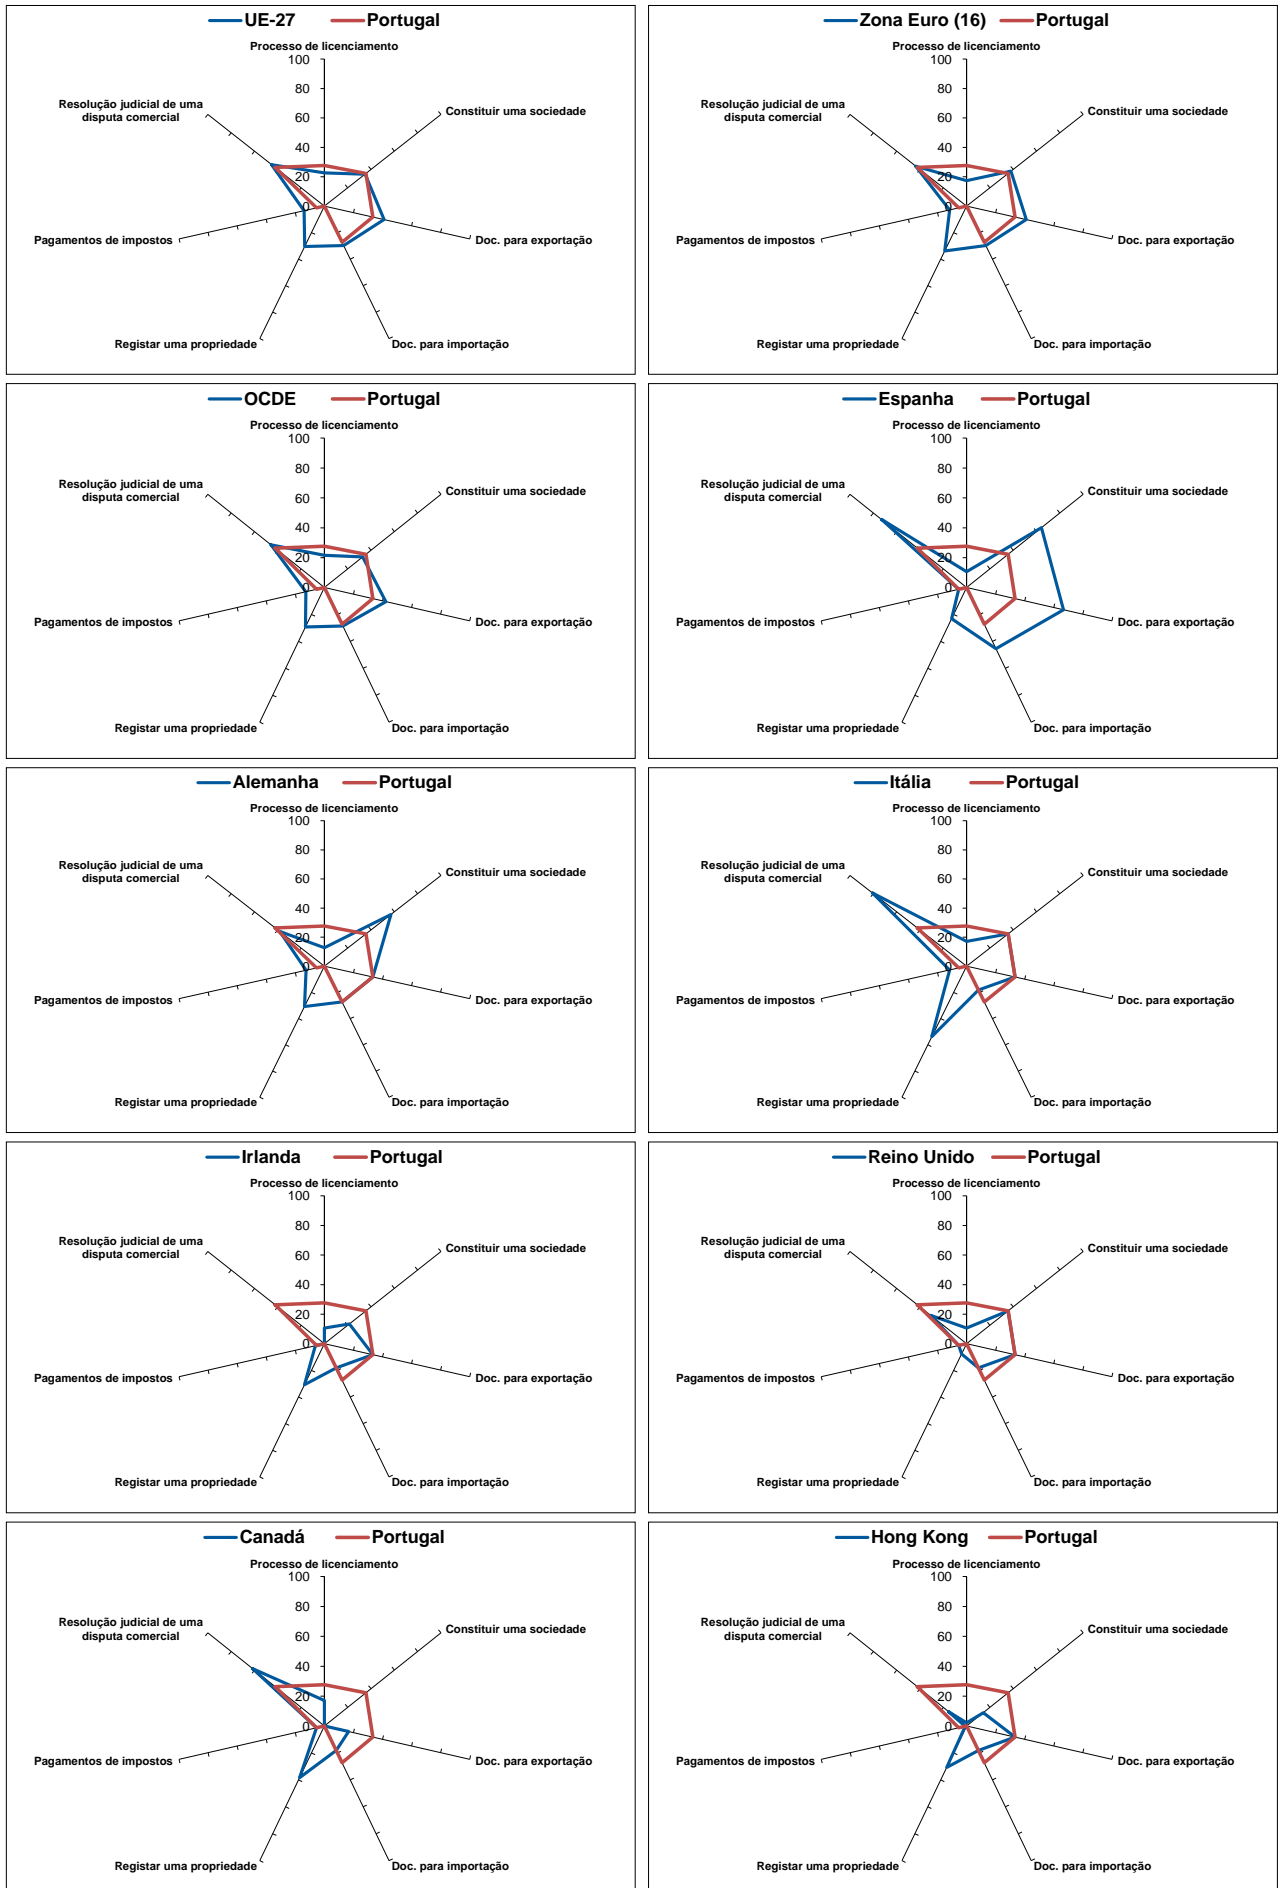 UE-27 Portugal
Processo de licenciamento
100
80
60
40
20
0
Resolução judicial de uma
disputa comercial
Constituir uma sociedade
Pagamentos de impostos
Doc. para exportação
Registar uma propriedade
Doc. para importação
Zona Euro (16) Portugal
Processo de licenciamento
100
80
60
40
20
0
Resolução judicial de uma
disputa comercial
Constituir uma sociedade
Pagamentos de impostos
Doc. para exportação
Registar uma propriedade
Doc. para importação
OCDE Portugal
Processo de licenciamento
100
80
60
40
20
0
Resolução judicial de uma
disputa comercial
Constituir uma sociedade
Pagamentos de impostos
Doc. para exportação
Registar uma propriedade
Doc. para importação
Espanha Portugal
Processo de licenciamento
100
80
60
40
20
0
Resolução judicial de uma
disputa comercial
Constituir uma sociedade
Pagamentos de impostos
Doc. para exportação
Registar uma propriedade
Doc. para importação
Alemanha Portugal
Processo de licenciamento
100
80
60
40
20
0
Resolução judicial de uma
disputa comercial
Constituir uma sociedade
Pagamentos de impostos
Doc. para exportação
Registar uma propriedade
Doc. para importação
Itália Portugal
Processo de licenciamento
100
80
60
40
20
0
Resolução judicial de uma
disputa comercial
Constituir uma sociedade
Pagamentos de impostos
Doc. para exportação
Registar uma propriedade
Doc. para importação
Irlanda Portugal
Processo de licenciamento
100
80
60
40
20
0
Resolução judicial de uma
disputa comercial
Constituir uma sociedade
Pagamentos de impostos
Doc. para exportação
Registar uma propriedade
Doc. para importação
Reino Unido Portugal
Processo de licenciamento
100
80
60
40
20
0
Resolução judicial de uma
disputa comercial
Constituir uma sociedade
Pagamentos de impostos
Doc. para exportação
Registar uma propriedade
Doc. para importação
Canadá Portugal
Processo de licenciamento
100
80
60
40
20
0
Resolução judicial de uma
disputa comercial
Constituir uma sociedade
Pagamentos de impostos
Doc. para exportação
Registar uma propriedade
Doc. para importação
Hong Kong Portugal
Processo de licenciamento
100
80
60
40
20
0
Resolução judicial de uma
disputa comercial
Constituir uma sociedade
Pagamentos de impostos
Doc. para exportação
Registar uma propriedade
Doc. para importação